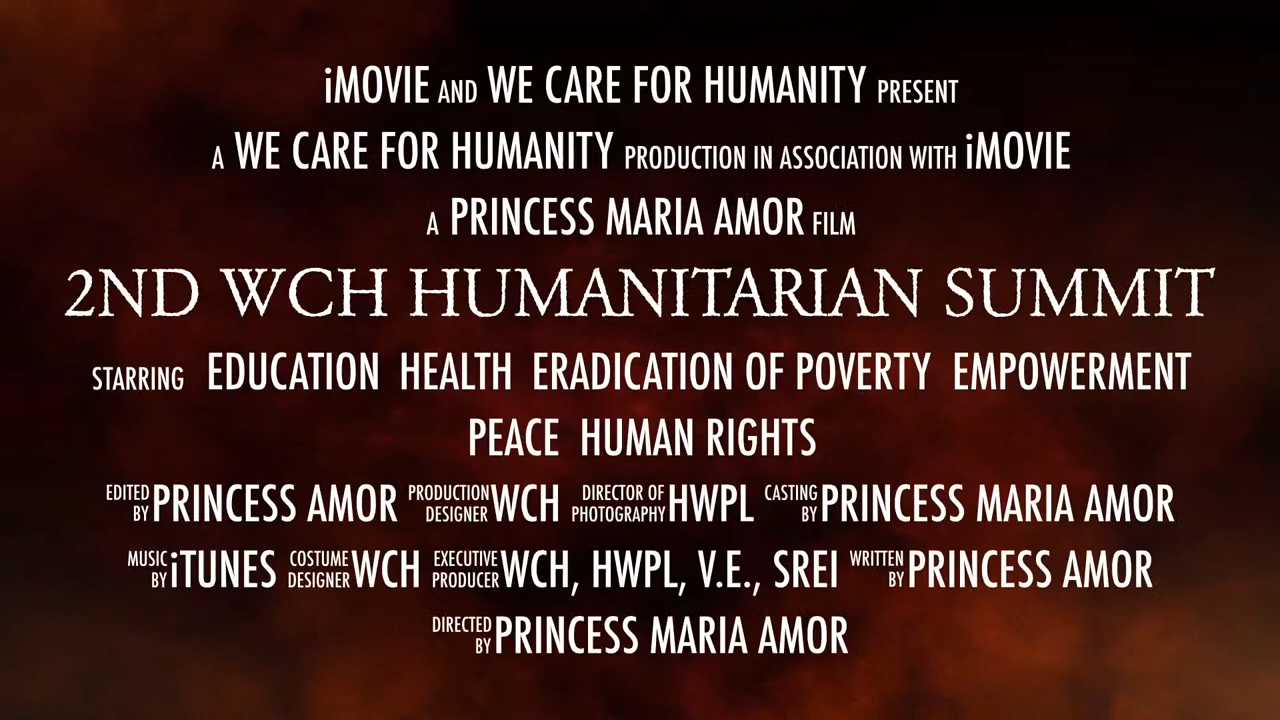 iMOVIE AND WE CARE FOR HUMANITY PRESENT
A WE CARE FOR HUMANITY PRODUCTION IN ASSOCIATION WITH iMOVIE
A PRINCESS MARIA AMOR FILM
2ND WCH HUMANITARIAN SUMMIT
STARRING EDUCATION HEALTH ERADICATION OF POVERTY EMPOWERMENT
PEACE HUMAN RIGHTS
EDITED BY PRINCESS AMOR PRODUCTION DESIGNER WCH DIRECTOR OF PHOTOGRAPHY HWPL CASTING BY PRINCESS MARIA AMOR
MUSIC BY iTUNES COSTUME DESIGNER WCH EXECUTIVE PRODUCER WCH, HWPL, V.E., SREI WRITTEN BY PRINCESS AMOR
DIRECTED BY PRINCESS MARIA AMOR